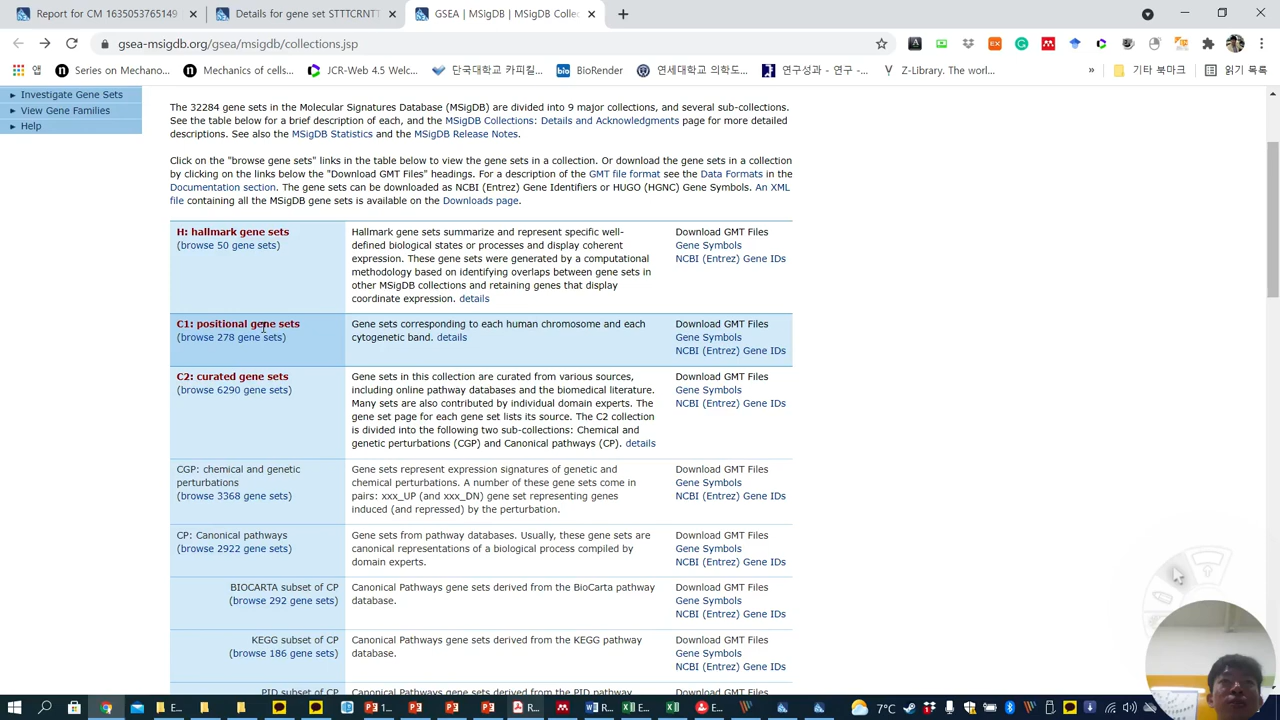 Report for CM 1635053765149
Details for gene set STTTCRNTT
GSEA | MSigDB | MSigDB Collec
gsea-msigdb.org/gsea/msigdb/collections.jsp
앱
Series on Mechano...
Mechanics of cells...
JCR-Web 4.5 Welc...
단국대학교 카피킬...
BioRender
연세대학교 의학도...
연구성과 - 연구 -...
Z-Library. The worl...
»
기타 북마크
읽기 목록
Investigate Gene Sets
View Gene Families
Help
The 32284 gene sets in the Molecular Signatures Database (MSigDB) are divided into 9 major collections, and several sub-collections.
See the table below for a brief description of each, and the MSigDB Collections: Details and Acknowledgments page for more detailed
descriptions. See also the MSigDB Statistics and the MSigDB Release Notes.
Click on the "browse gene sets" links in the table below to view the gene sets in a collection. Or download the gene sets in a collection
by clicking on the links below the "Download GMT Files" headings. For a description of the GMT file format see the Data Formats in the
Documentation section. The gene sets can be downloaded as NCBI (Entrez) Gene Identifiers or HUGO (HGNC) Gene Symbols. An XML
file containing all the MSigDB gene sets is available on the Downloads page.
H: hallmark gene sets
(browse 50 gene sets)
Hallmark gene sets summarize and represent specific well-
defined biological states or processes and display coherent
expression. These gene sets were generated by a computational
methodology based on identifying overlaps between gene sets in
other MSigDB collections and retaining genes that display
coordinate expression. details
Download GMT Files
Gene Symbols
NCBI (Entrez) Gene IDs
C1: positional gene sets
(browse 278 gene sets)
Gene sets corresponding to each human chromosome and each
cytogenetic band. details
Download GMT Files
Gene Symbols
NCBI (Entrez) Gene IDs
C2: curated gene sets
(browse 6290 gene sets)
Gene sets in this collection are curated from various sources,
including online pathway databases and the biomedical literature.
Many sets are also contributed by individual domain experts. The
gene set page for each gene set lists its source. The C2 collection
is divided into the following two sub-collections: Chemical and
genetic perturbations (CGP) and Canonical pathways (CP). details
Download GMT Files
Gene Symbols
NCBI (Entrez) Gene IDs
CGP: chemical and genetic
perturbations
(browse 3368 gene sets)
Gene sets represent expression signatures of genetic and
chemical perturbations. A number of these gene sets come in
pairs: xxx_UP (and xxx_DN) gene set representing genes
induced (and repressed) by the perturbation.
Download GMT Files
Gene Symbols
NCBI (Entrez) Gene IDs
CP: Canonical pathways
(browse 2922 gene sets)
Gene sets from pathway databases. Usually, these gene sets are
canonical representations of a biological process compiled by
domain experts.
Download GMT Files
Gene Symbols
NCBI (Entrez) Gene IDs
BIOCARTA subset of CP
(browse 292 gene sets)
Canonical Pathways gene sets derived from the BioCarta pathway
database.
Download GMT Files
Gene Symbols
NCBI (Entrez) Gene IDs
KEGG subset of CP
(browse 186 gene sets)
Canonical Pathways gene sets derived from the KEGG pathway
database.
Download GMT Files
Gene Symbols
NCBI (Entrez) Gene IDs
PID subset of CP
Canonical Pathways gene sets derived from the PID pathway
Download GMT Files
7°C